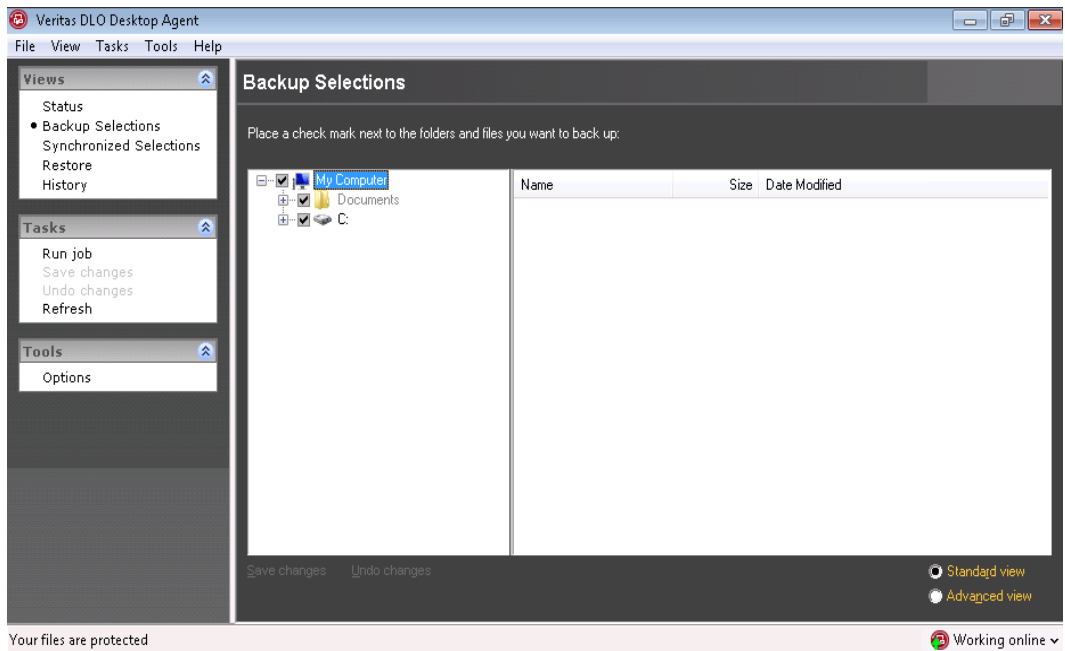 Veritas DLO Desktop Agent
File View Tasks Tools Help
Views
Status
Backup Selections
Synchronized Selections
Restore
History
Tasks
Run job
Save changes
Undo changes
Refresh
Tools
Options
Backup Selections
Place a check mark next to the folders and files you want to back up:
My Computer
Documents
C:
Name Size Date Modified
Save changes Undo changes
Standard view
Advanced view
Your files are protected
Working online